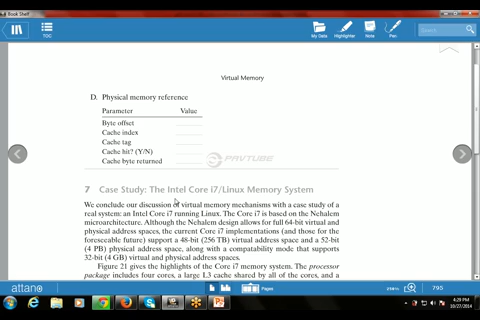 Book Shelf
TOC
My Data
Highlighter
Note
Pen
Search...
Virtual Memory
D. Physical memory reference
Parameter Value
Byte offset
Cache index
Cache tag
Cache hit? (Y/N)
Cache byte returned
PAVTUBE
7 Case Study: The Intel Core i7/Linux Memory System
We conclude our discussion of virtual memory mechanisms with a case study of a
real system: an Intel Core i7 running Linux. The Core i7 is based on the Nehalem
microarchitecture. Although the Nehalem design allows for full 64-bit virtual and
physical address spaces, the current Core i7 implementations (and those for the
foreseeable future) support a 48-bit (256 TB) virtual address space and a 52-bit
(4 PB) physical address space, along with a compatability mode that supports
32-bit (4 GB) virtual and physical address spaces.
Figure 21 gives the highlights of the Core i7 memory system. The processor
package includes four cores, a large L3 cache shared by all of the cores, and a
attano
Pages
795
4:29 PM
10/27/2014